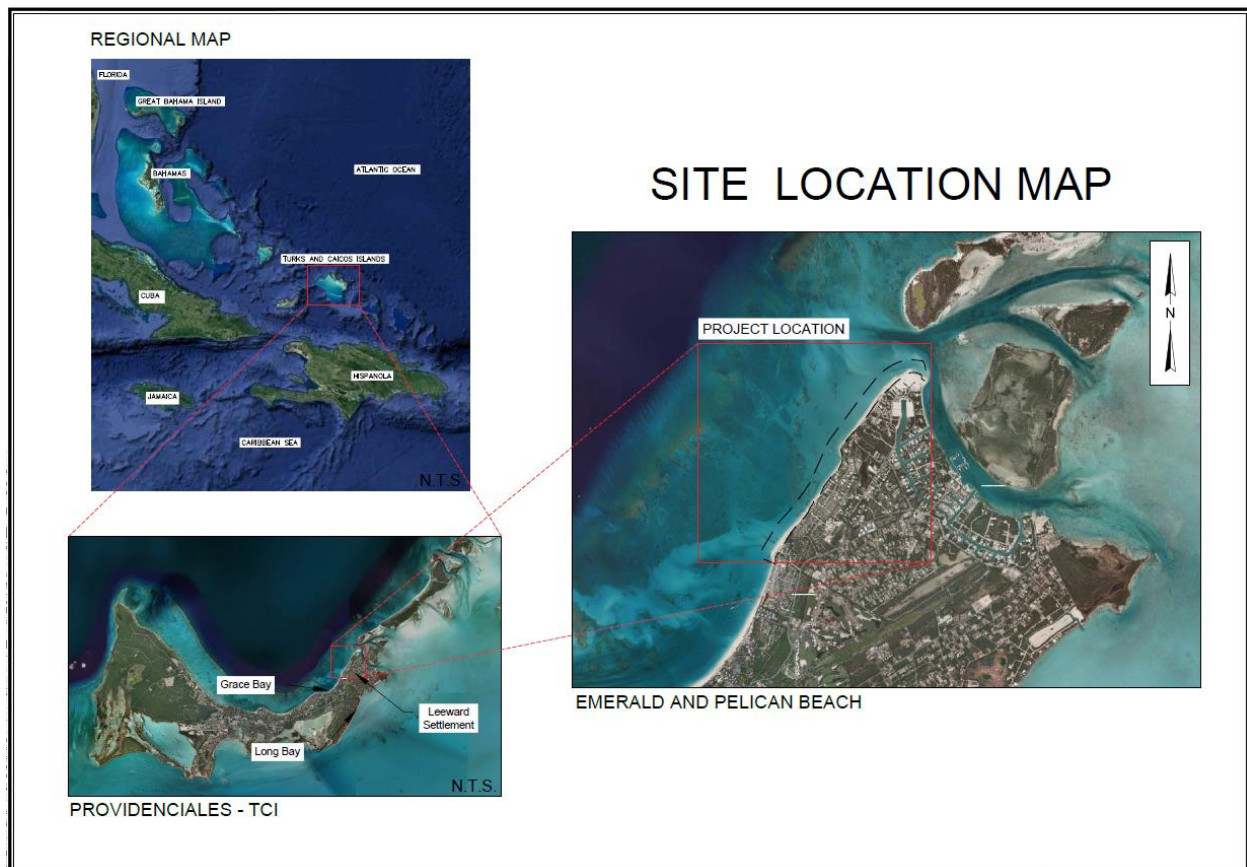 REGIONAL MAP
FLORIDA
GREAT BAHAMA ISLAND
BAHAMAS
ATLANTIC OCEAN
TURKS AND CAICOS ISLANDS
CUBA
HISPANOLA
JAMAICA
CARIBBEAN SEA
N.T.S.
SITE LOCATION MAP
PROJECT LOCATION
N
EMERALD AND PELICAN BEACH
Grace Bay
Leeward
Settlement
Long Bay
N.T.S.
PROVIDENCIALES - TCI